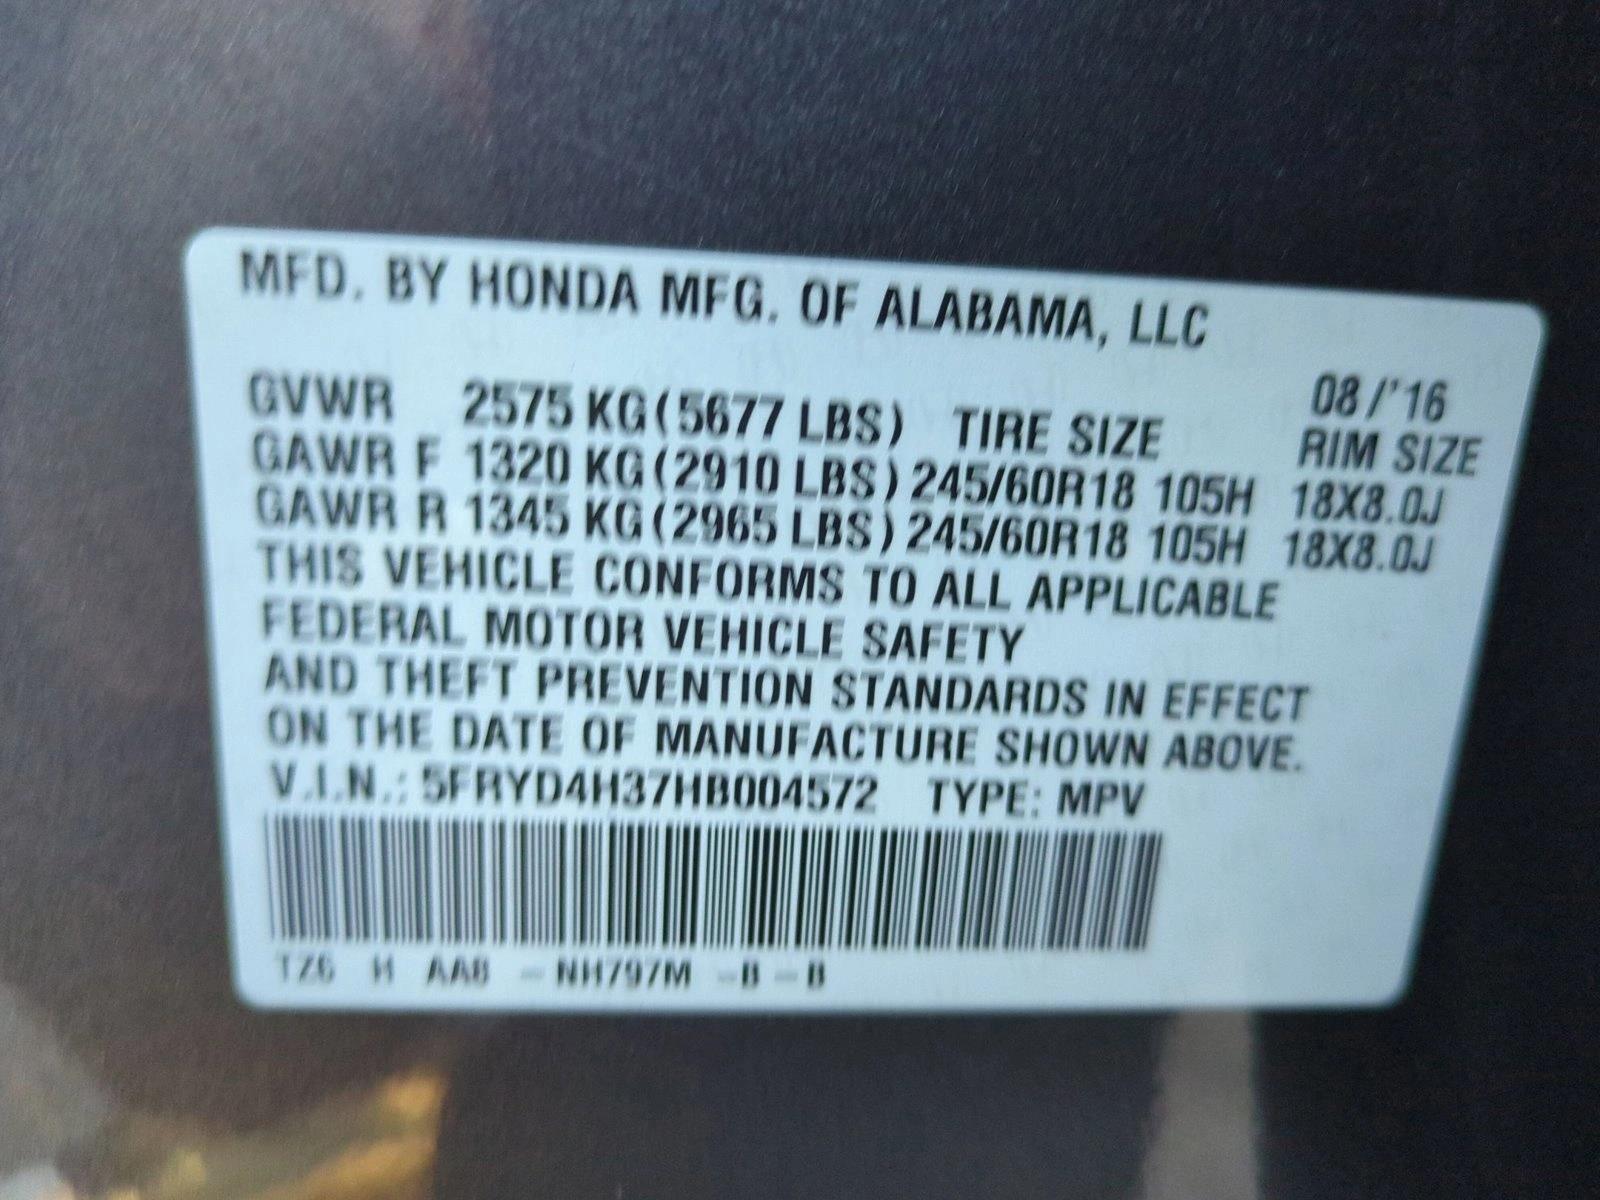 MFD. BY HONDA MFG. OF ALABAMA, LLC
08/'16
GVWR 2575 KG(5677 LBS) TIRE SIZE RIM SIZE
GAWR F 1320 KG(2910 LBS) 245/60R18 105H 18X8.0J
GAWR R 1345 KG(2965 LBS) 245/60R18 105H 18X8.0J
THIS VEHICLE CONFORMS TO ALL APPLICABLE
FEDERAL MOTOR VEHICLE SAFETY
AND THEFT PREVENTION STANDARDS IN EFFECT
ON THE DATE OF MANUFACTURE SHOWN ABOVE.
V.I.N.: 5FRYD4H37HB004572 TYPE: MPV
TZ6 H AA8 -NH797M -B-B